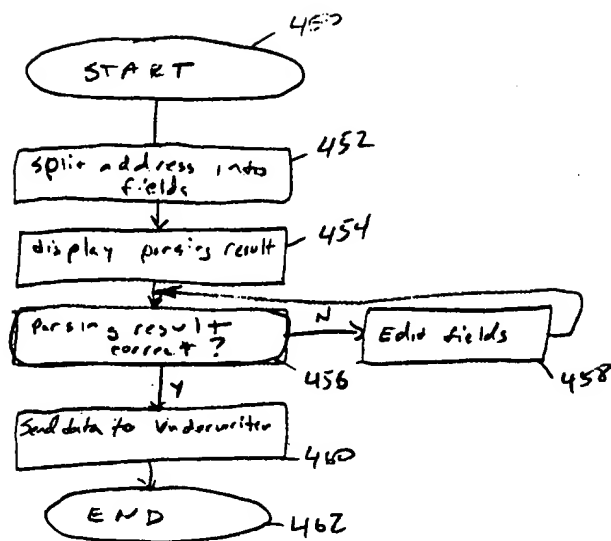 450
START
452
split address into
fields
454
display parsing result
parsing result
correct?
N
Edit fields
456
458
Y
Send data to Underwriter
460
END
462